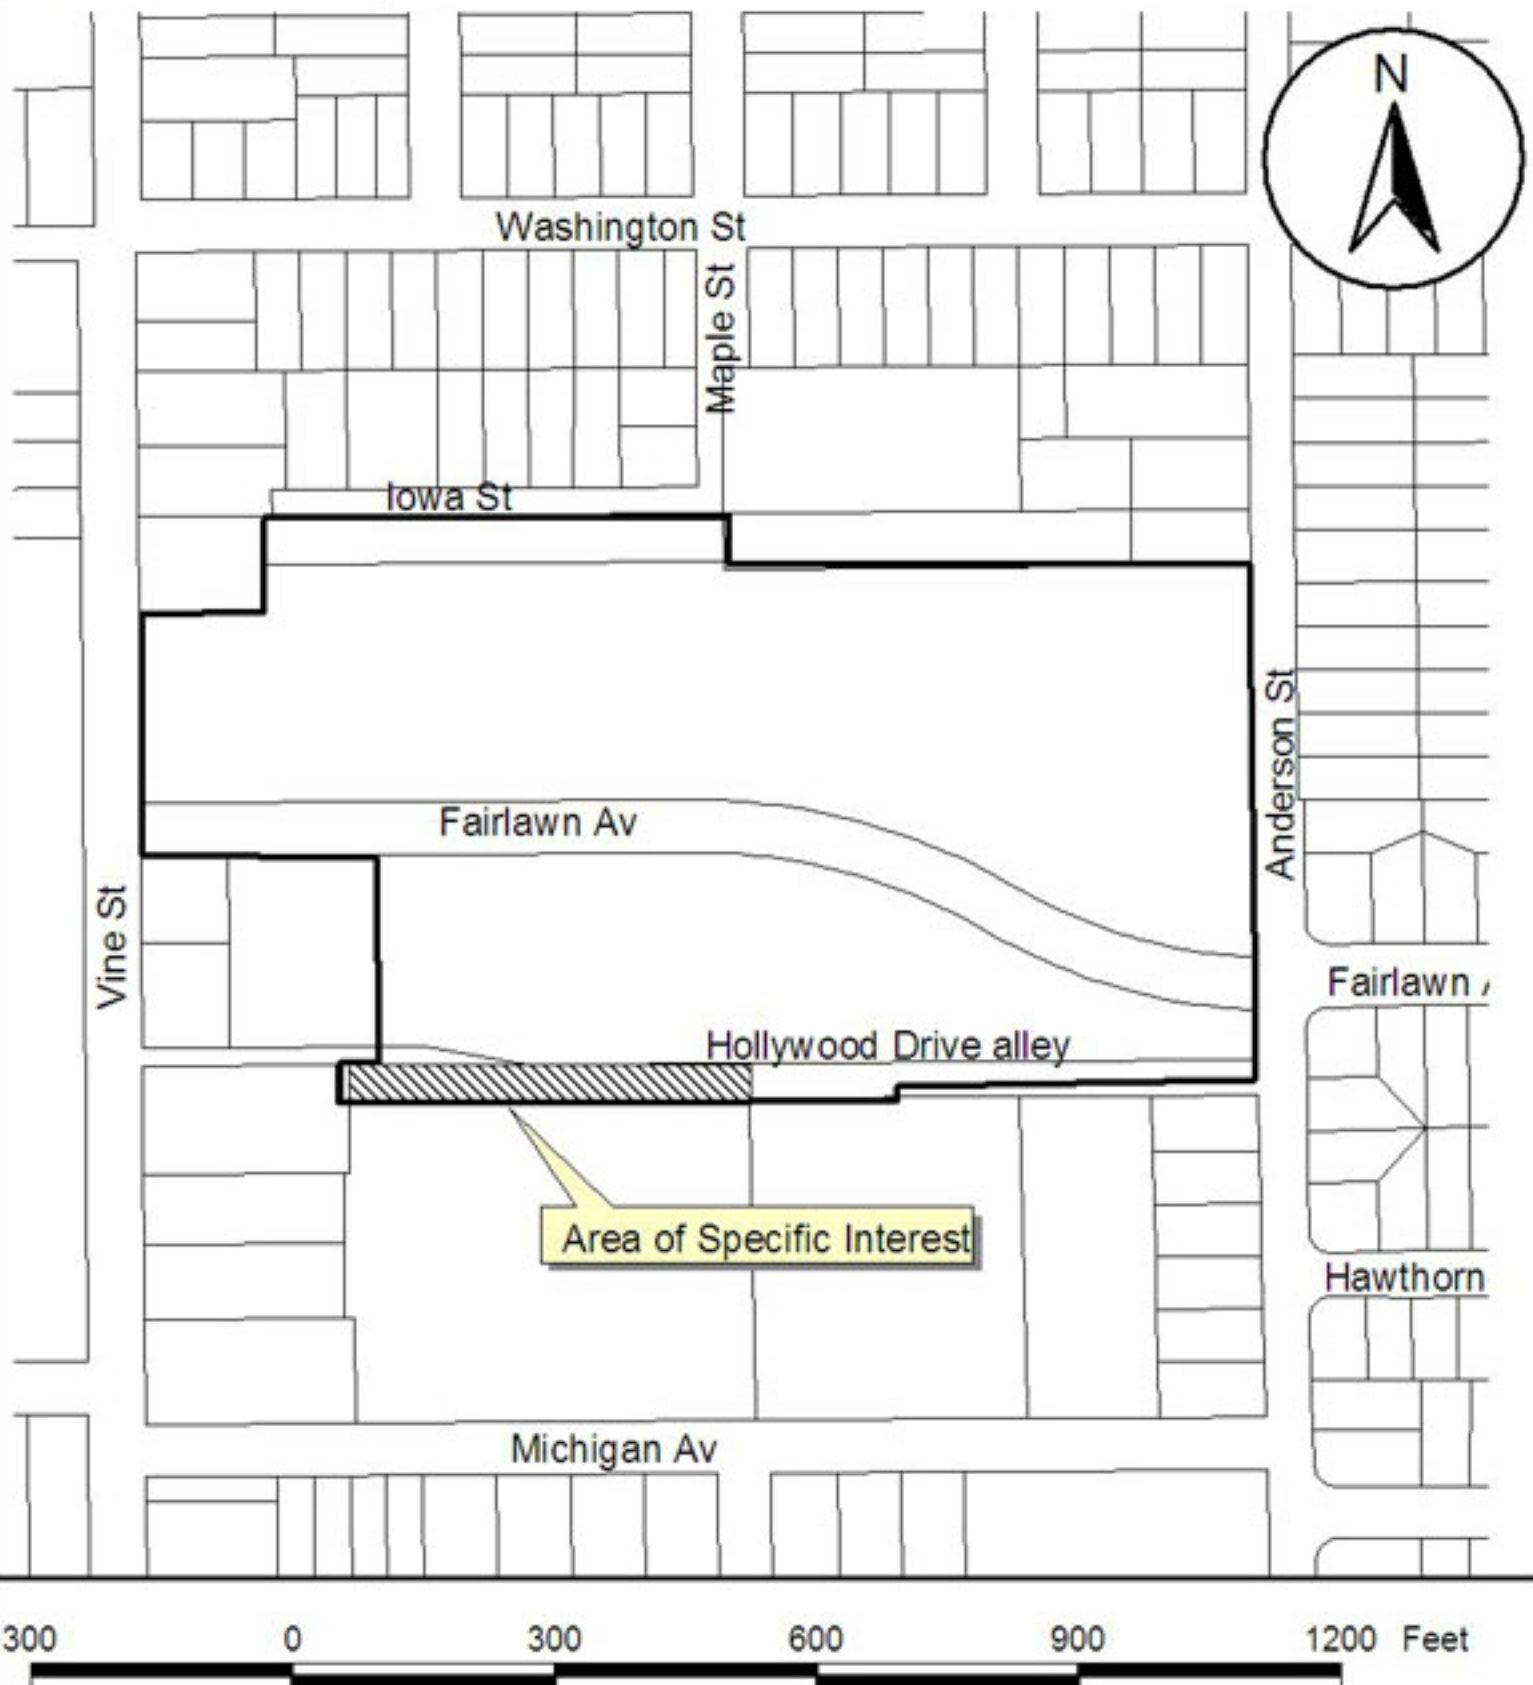 N
Washington St
Maple St
Iowa St
Anderson St
Fairlawn Av
Vine St
Fairlawn A
Hollywood Drive alley
Area of Specific Interest
Hawthorn
Michigan Av
300 0 300 600 900 1200 Feet